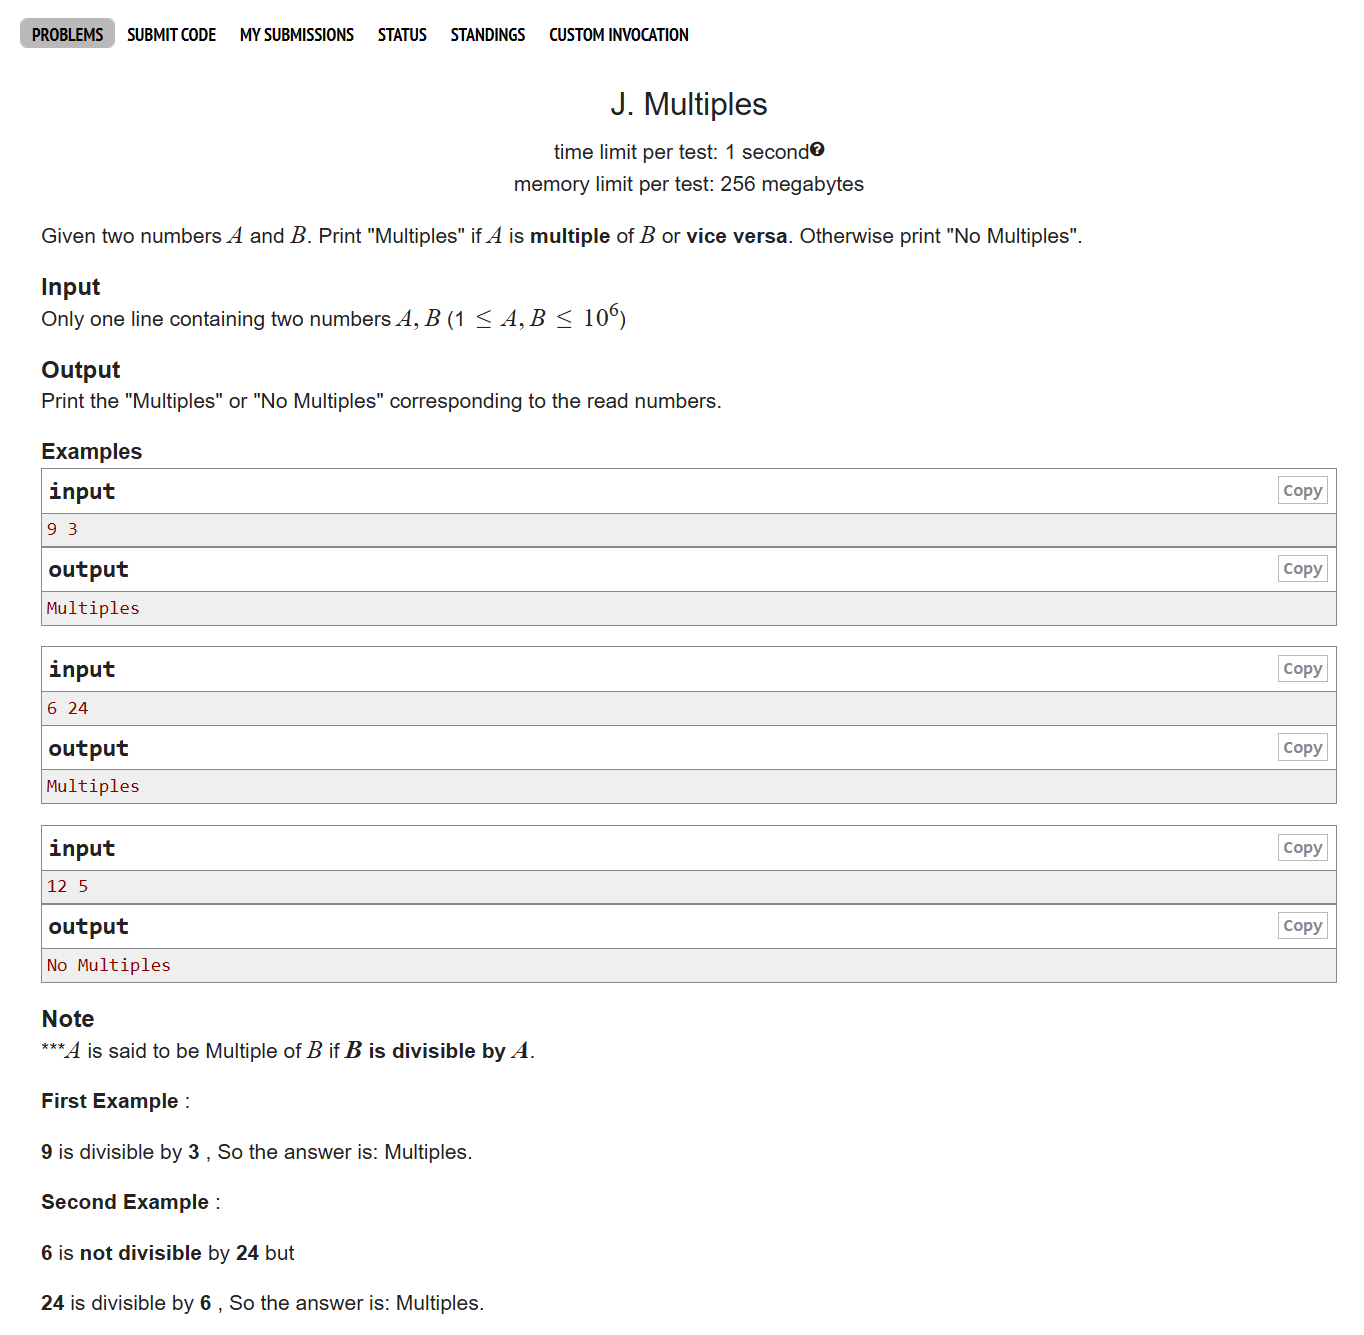 PROBLEMS SUBMIT CODE MY SUBMISSIONS STATUS STANDINGS CUSTOM INVOCATION
J. Multiples
time limit per test: 1 second?
memory limit per test: 256 megabytes
Given two numbers A and B. Print "Multiples" if A is multiple of B or vice versa. Otherwise print "No Multiples".
Input
Only one line containing two numbers A, B (1 ≤ A, B ≤ 10⁶)
Output
Print the "Multiples" or "No Multiples" corresponding to the read numbers.
Examples
input Copy
9 3
output Copy
Multiples
input Copy
6 24
output Copy
Multiples
input Copy
12 5
output Copy
No Multiples
Note
***A is said to be Multiple of B if B is divisible by A.
First Example :
9 is divisible by 3 , So the answer is: Multiples.
Second Example :
6 is not divisible by 24 but
24 is divisible by 6 , So the answer is: Multiples.